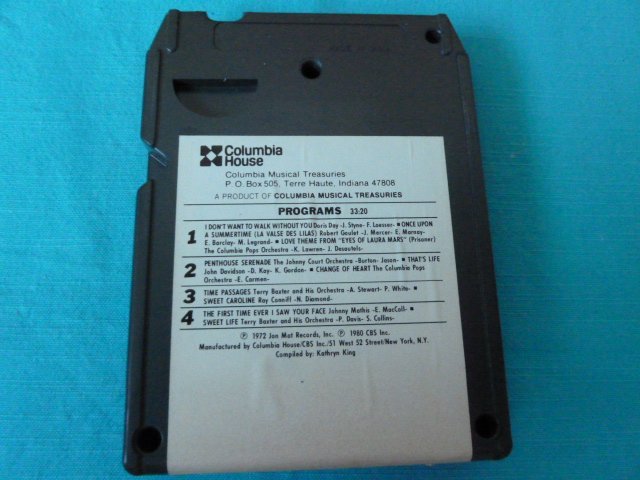 Columbia
House
Columbia Musical Treasuries
P.O. Box 505, Terre Haute, Indiana 47808
A PRODUCT OF COLUMBIA MUSICAL TREASURIES
PROGRAMS 33:20
1 I DON'T WANT TO WALK WITHOUT YOU Doris Day -J. Styne- F. Loesser- ■ ONCE UPON
A SUMMERTIME (LA VALSE DES LILAS) Robert Goulet -J. Mercer- E. Marnay-
E. Barclay- M. Legrand- ■ LOVE THEME FROM "EYES OF LAURA MARS" (Prisoner)
The Columbia Pops Orchestra -K. Lawren- J. Desautels-
2 PENTHOUSE SERENADE The Johnny Court Orchestra -Burton- Jason- ■ THAT'S LIFE
John Davidson -D. Kay- K. Gordon- ■ CHANGE OF HEART The Columbia Pops
Orchestra -E. Carmen-
3 TIME PASSAGES Terry Baxter and His Orchestra -A. Stewart- P. White- ■
SWEET CAROLINE Ray Conniff -N. Diamond-
4 THE FIRST TIME EVER I SAW YOUR FACE Johnny Mathis -E. MacColl- ■
SWEET LIFE Terry Baxter and His Orchestra -P. Davis- S. Collins-
Ⓟ 1972 Jon Mat Records, Inc. Ⓟ 1980 CBS Inc.
Manufactured by Columbia House/CBS Inc./51 West 52 Street/New York, N.Y.
Compiled by: Kathryn King